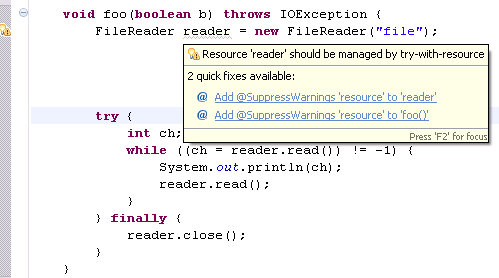 void foo(boolean b) throws IOException {
FileReader reader = new FileReader("file");
Resource 'reader' should be managed by try-with-resource
2 quick fixes available:
@ Add @SuppressWarnings 'resource' to 'reader'
@ Add @SuppressWarnings 'resource' to 'foo()'
Press 'F2' for focus
try {
int ch;
while ((ch = reader.read()) != -1) {
System.out.println(ch);
reader.read();
}
} finally {
reader.close();
}
}